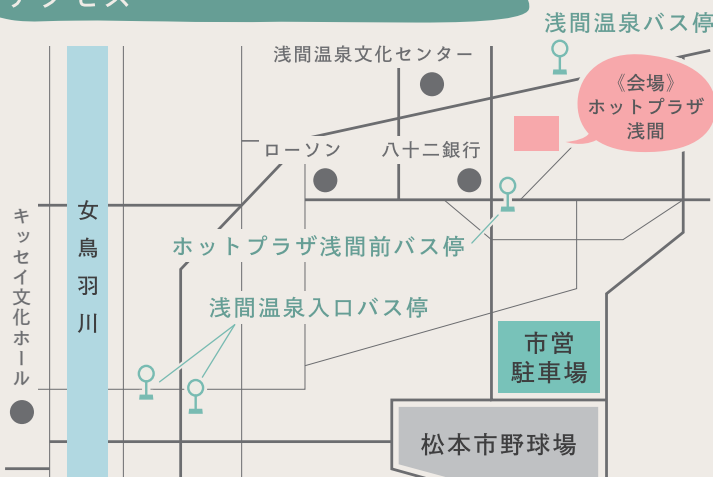 アクセス
浅間温泉バス停
浅間温泉文化センター
《会場》
ホットプラザ
浅間
ローソン
八十二銀行
女鳥羽川
キッセイ文化ホール
ホットプラザ浅間前バス停
浅間温泉入口バス停
市営
駐車場
松本市野球場